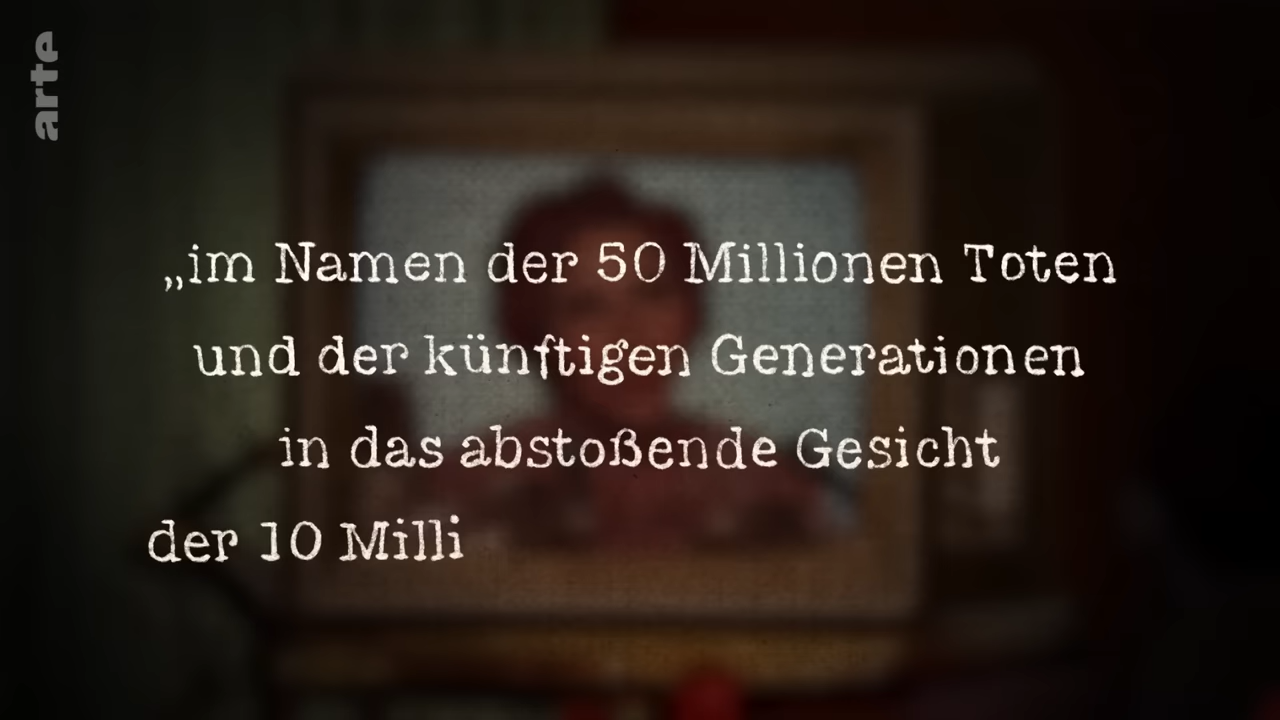 arte
„im Namen der 50 Millionen Toten
und der künftigen Generationen
in das abstoßende Gesicht
der 10 Milli